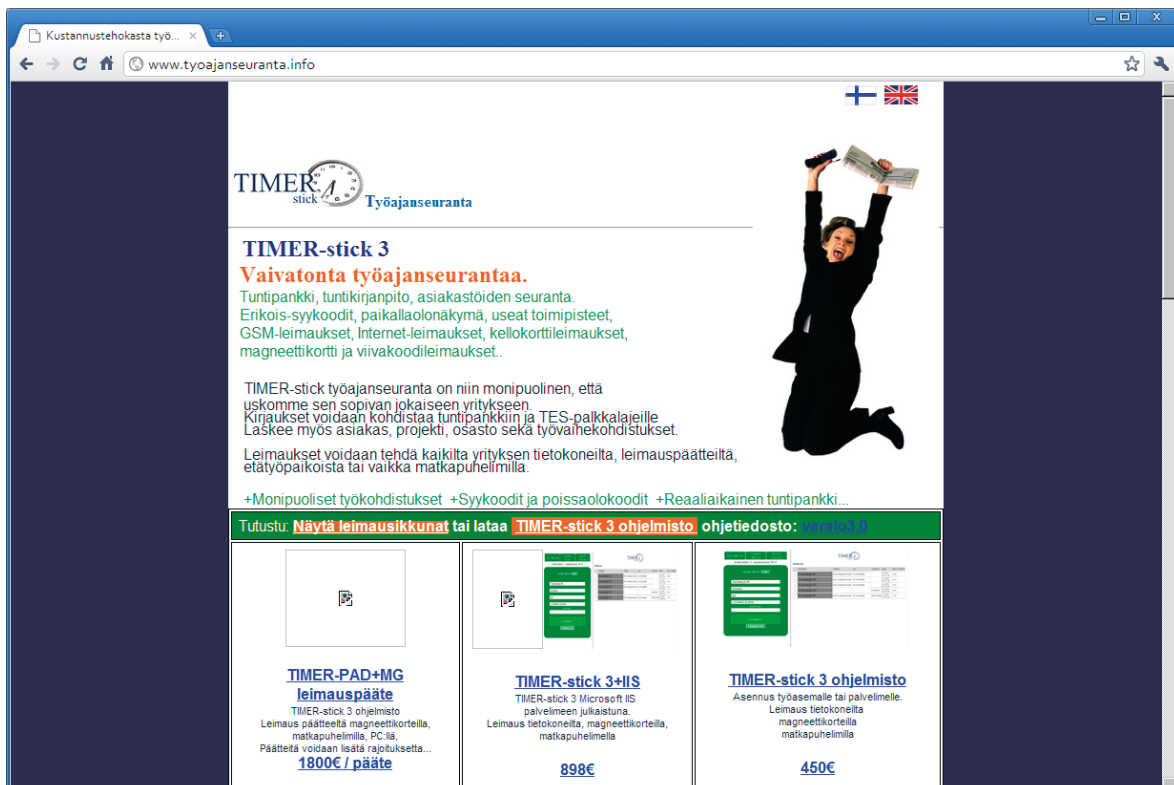 Kustannustehokasta työ...
www.tyoajanseuranta.info
TIMER
stick
Työajanseuranta
TIMER-stick 3
Vaivatonta työajanseurantaa.
Tuntipankki, tuntikirjanpito, asiakastöiden seuranta.
Erikois-syykoodit, paikallaolonäkymä, useat toimipisteet,
GSM-leimaukset, Internet-leimaukset, kellokorttileimaukset,
magneettikortti ja viivakoodileimaukset..
TIMER-stick työajanseuranta on niin monipuolinen, että
uskomme sen sopivan jokaiseen yritykseen.
Kirjaukset voidaan kohdistaa tuntipankkiin ja TES-palkkalajeille
Laskee myös asiakas, projekti, osasto sekä työvaihekohdistukset.
Leimaukset voidaan tehdä kaikilta yrityksen tietokoneilta, leimauspäätteiltä,
etätyöpaikoista tai vaikka matkapuhelimilla.
+Monipuoliset työkohdistukset +Syykoodit ja poissaolokoodit +Reaaliaikainen tuntipankki...
Tutustu: Näytä leimausikkunat tai lataa TIMER-stick 3 ohjelmisto ohjetiedosto: versio3.0
TIMER-PAD+MG
leimauspääte
TIMER-stick 3 ohjelmisto
Leimaus päätteeltä magneettikorteilla,
matkapuhelimilla, PC:llä,
Päätteitä voidaan lisätä rajoituksetta...
1800€ / pääte
TIMER-stick 3+IIS
TIMER-stick 3 Microsoft IIS
palvelimeen julkaistuna.
Leimaus tietokoneilta, magneettikorteilla,
matkapuhelimella
898€
TIMER-stick 3 ohjelmisto
Asennus työasemalle tai palvelimelle.
Leimaus tietokoneilta
magneettikorteilla
matkapuhelimilla
450€